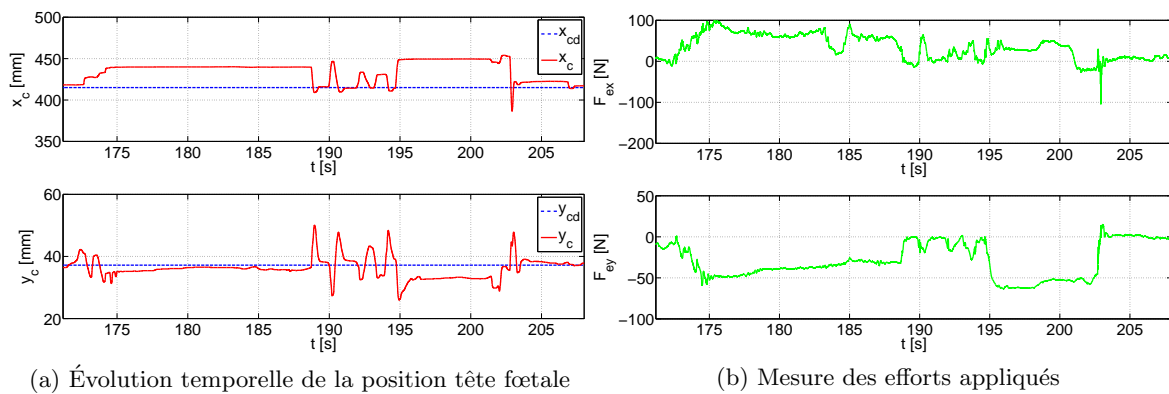 500
450
400
350
x_c [mm]
175 180 185 190 195 200 205
t [s]
x_cd
x_c
60
40
20
y_c [mm]
175 180 185 190 195 200 205
t [s]
y_cd
y_c
(a) Évolution temporelle de la position tête fœtale
100
0
−100
−200
F_ex [N]
175 180 185 190 195 200 205
t [s]
50
0
−50
−100
F_ey [N]
175 180 185 190 195 200 205
t [s]
(b) Mesure des efforts appliqués